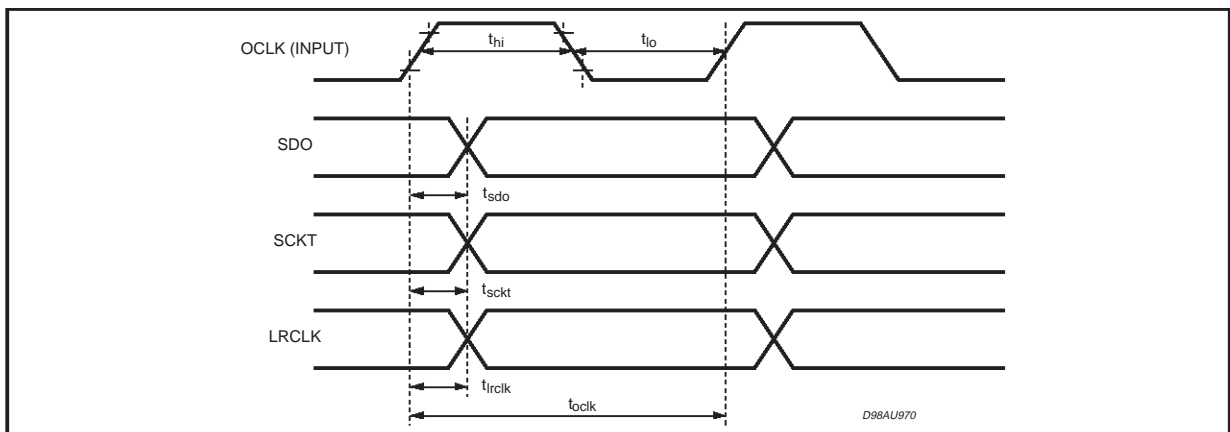 OCLK (INPUT)
thi
tlo
SDO
tsdo
SCKT
tsckt
LRCLK
tlrclk
toclk
D98AU970